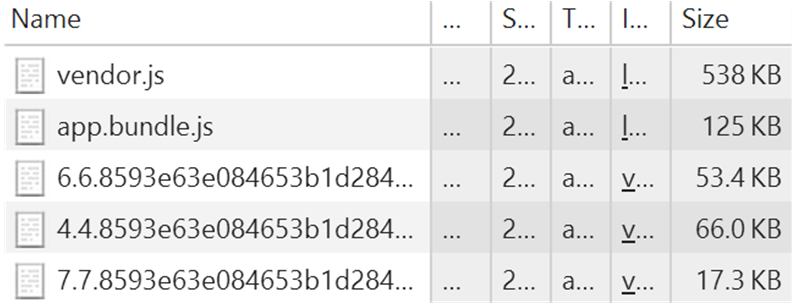 Name ... S... T... I... Size
vendor.js ... 2... a... l... 538 KB
app.bundle.js ... 2... a... l... 125 KB
6.6.8593e63e084653b1d284... ... 2... a... v... 53.4 KB
4.4.8593e63e084653b1d284... ... 2... a... v... 66.0 KB
7.7.8593e63e084653b1d284... ... 2... a... v... 17.3 KB